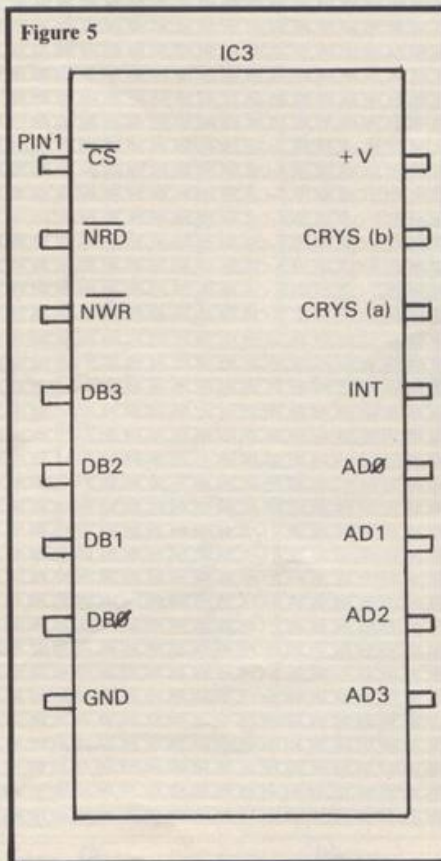 Figure 5
IC3
PIN1
CS
+V
NRD
CRYS (b)
NWR
CRYS (a)
DB3
INT
DB2
ADØ
DB1
AD1
DBØ
AD2
GND
AD3